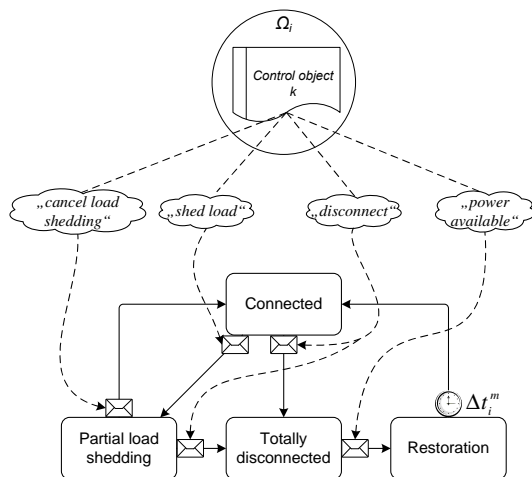 Ωᵢ
Control object
k
„cancel load
shedding“
„shed load“
„disconnect“
„power
available“
Connected
Δtᵢᵐ
Partial load
shedding
Totally
disconnected
Restoration